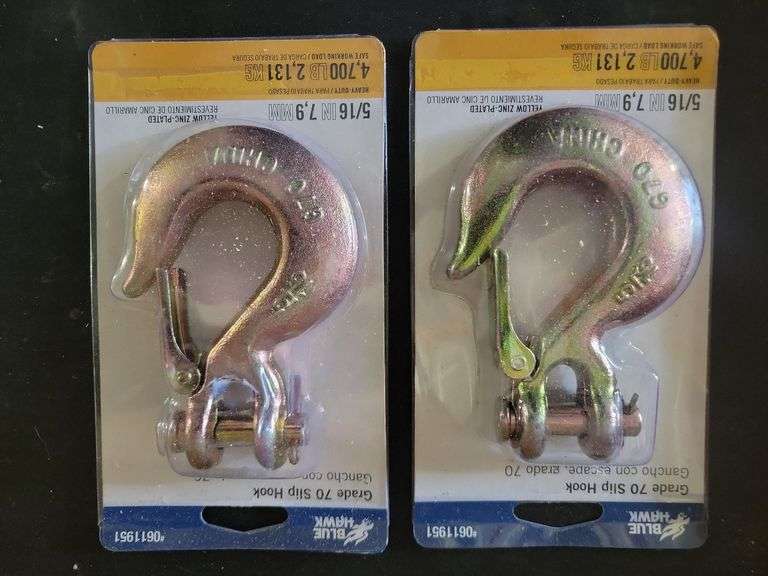 BLUE HAWK
#0611951
Grade 70 Slip Hook
Gancho con
70
G70 CHINA
5/16 IN 7,9 MM
YELLOW ZINC-PLATED
REVESTIMIENTO DE CINC AMARILLO
HEAVY DUTY / PARA TRABAJO PESADO
4,700 LB 2,131 KG
SAFE WORKING LOAD / CARGA DE TRABAJO SEGURA
BLUE HAWK
#0611951
Grade 70 Slip Hook
Gancho con escape, grado 70
G70 CHINA
5/16 IN 7,9 MM
YELLOW ZINC-PLATED
REVESTIMIENTO DE CINC AMARILLO
HEAVY DUTY / PARA TRABAJO PESADO
4,700 LB 2,131 KG
SAFE WORKING LOAD / CARGA DE TRABAJO SEGURA